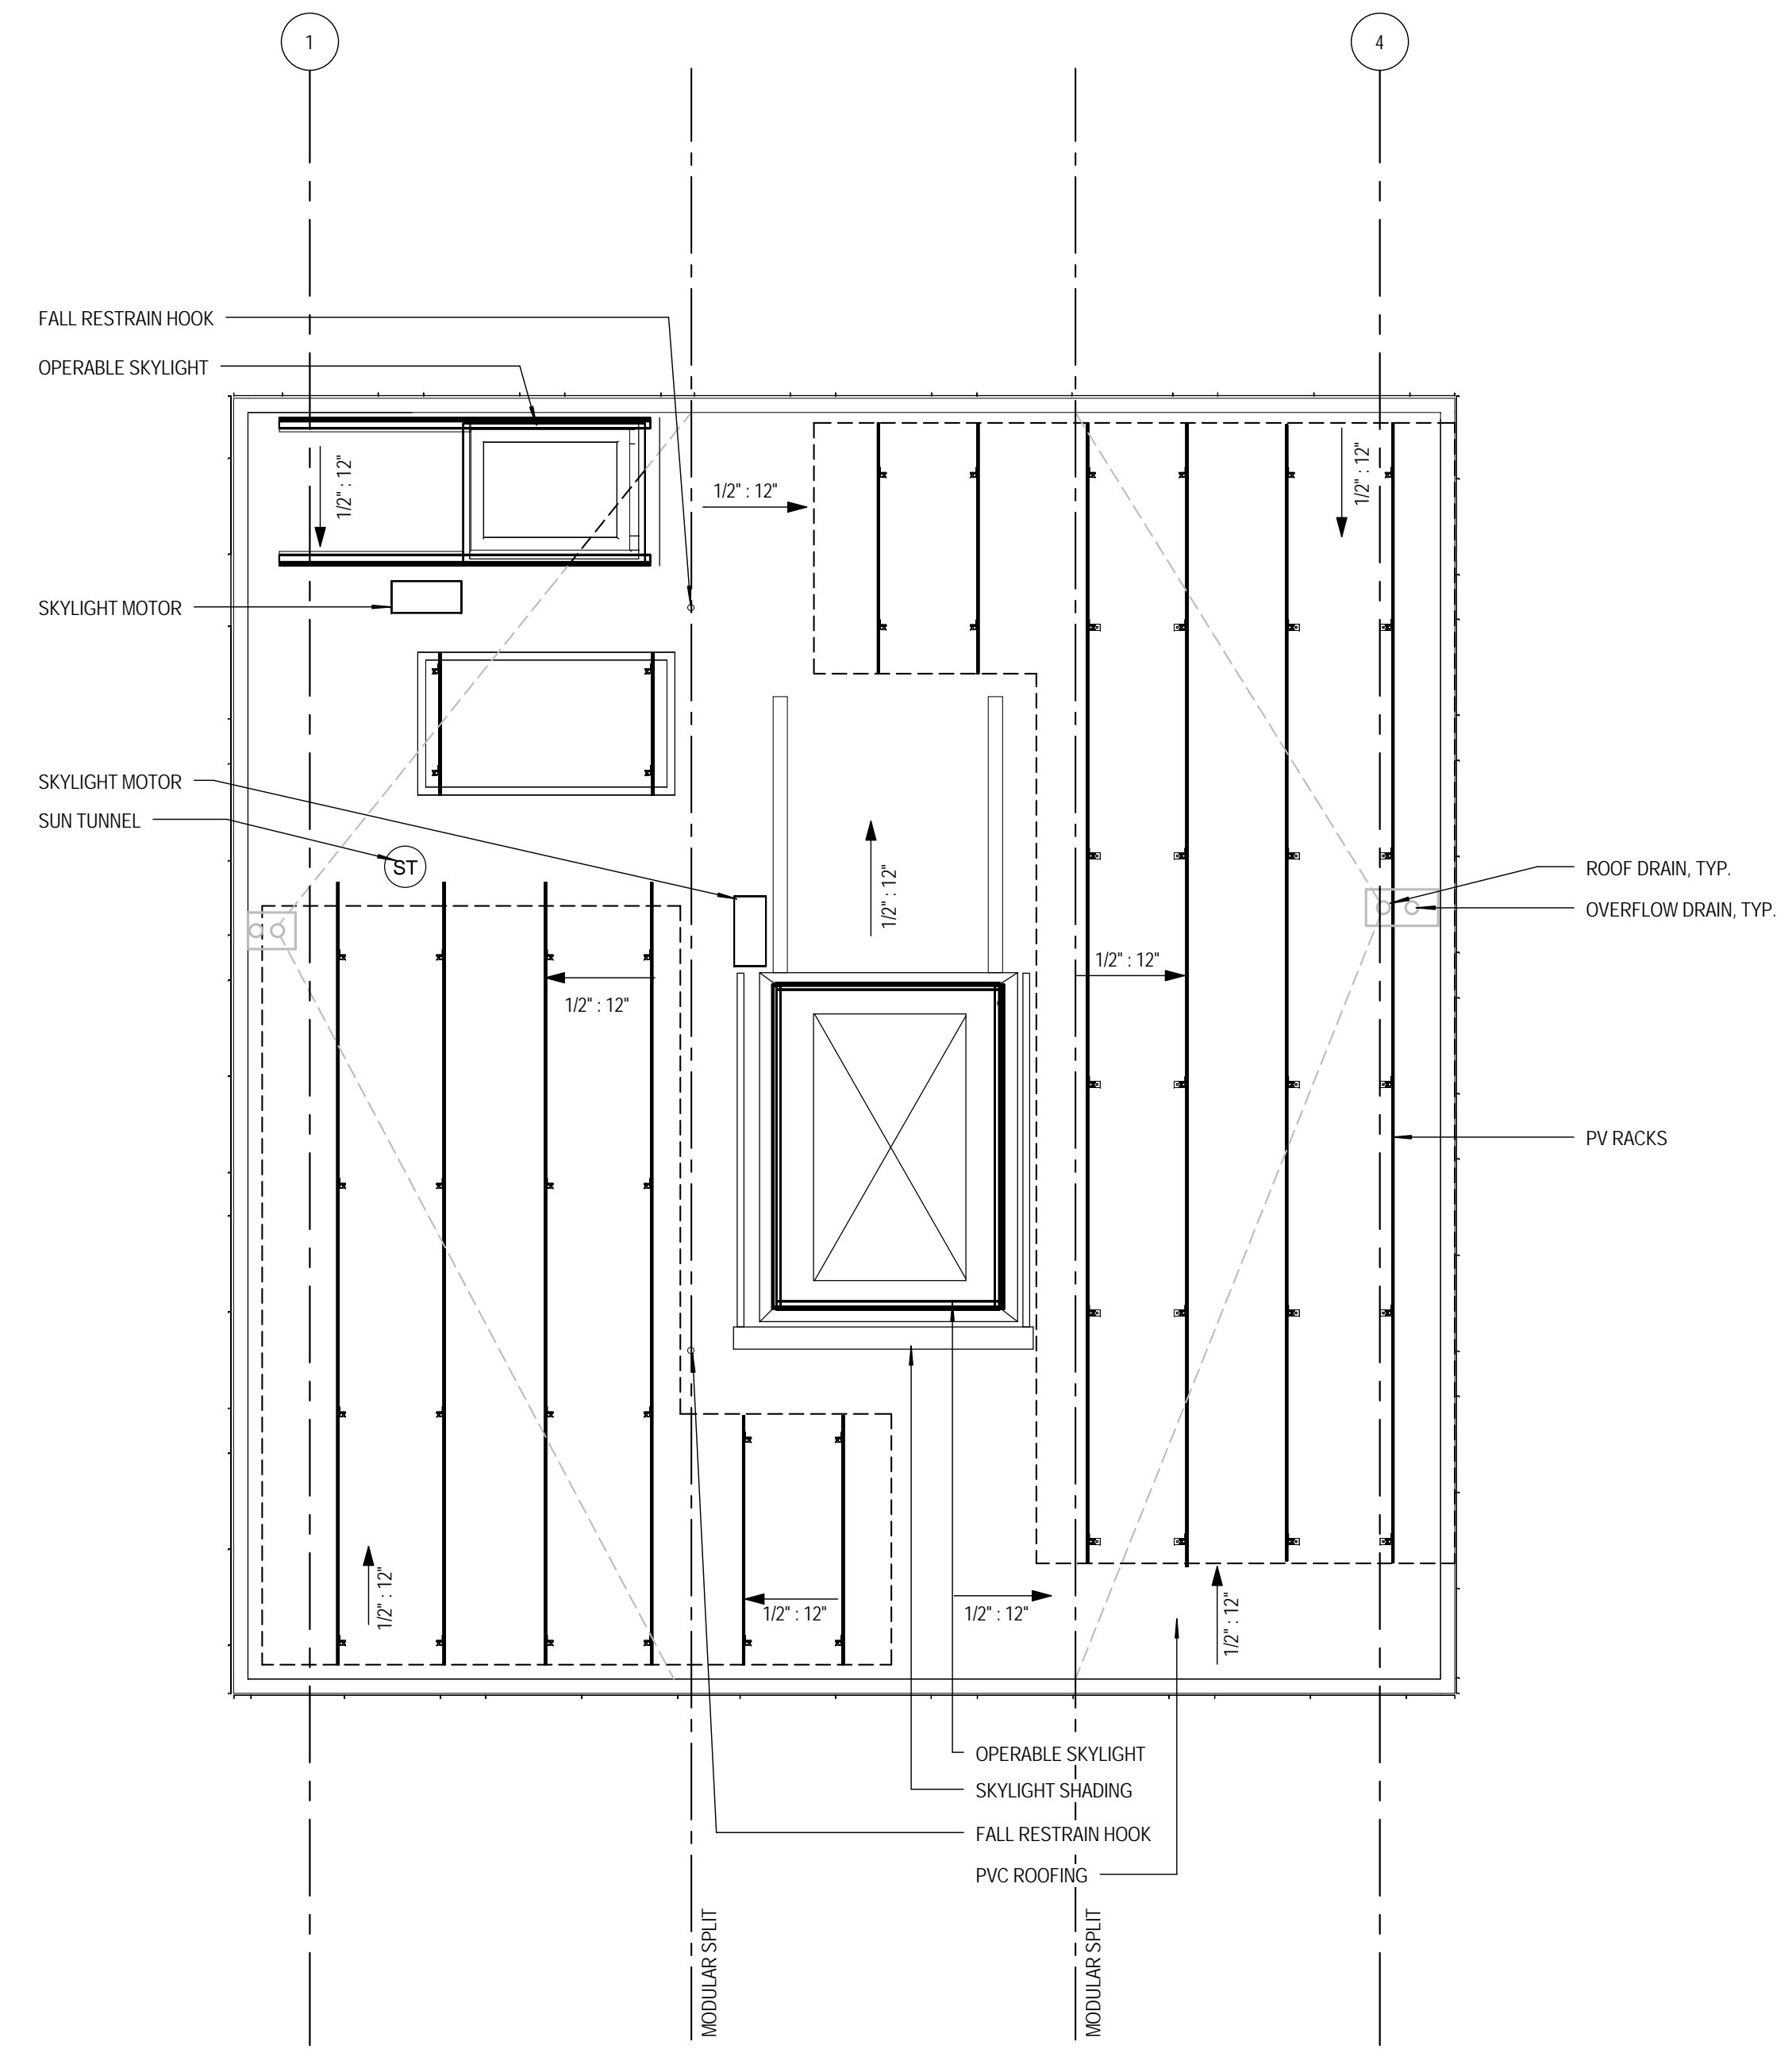 1
4
FALL RESTRAIN HOOK
OPERABLE SKYLIGHT
1/2" : 12"
1/2" : 12"
1/2" : 12"
SKYLIGHT MOTOR
SKYLIGHT MOTOR
SUN TUNNEL
ST
1/2" : 12"
ROOF DRAIN, TYP.
OVERFLOW DRAIN, TYP.
1/2" : 12"
1/2" : 12"
PV RACKS
1/2" : 12"
1/2" : 12"
1/2" : 12"
1/2" : 12"
OPERABLE SKYLIGHT
SKYLIGHT SHADING
FALL RESTRAIN HOOK
PVC ROOFING
MODULAR SPLIT
MODULAR SPLIT